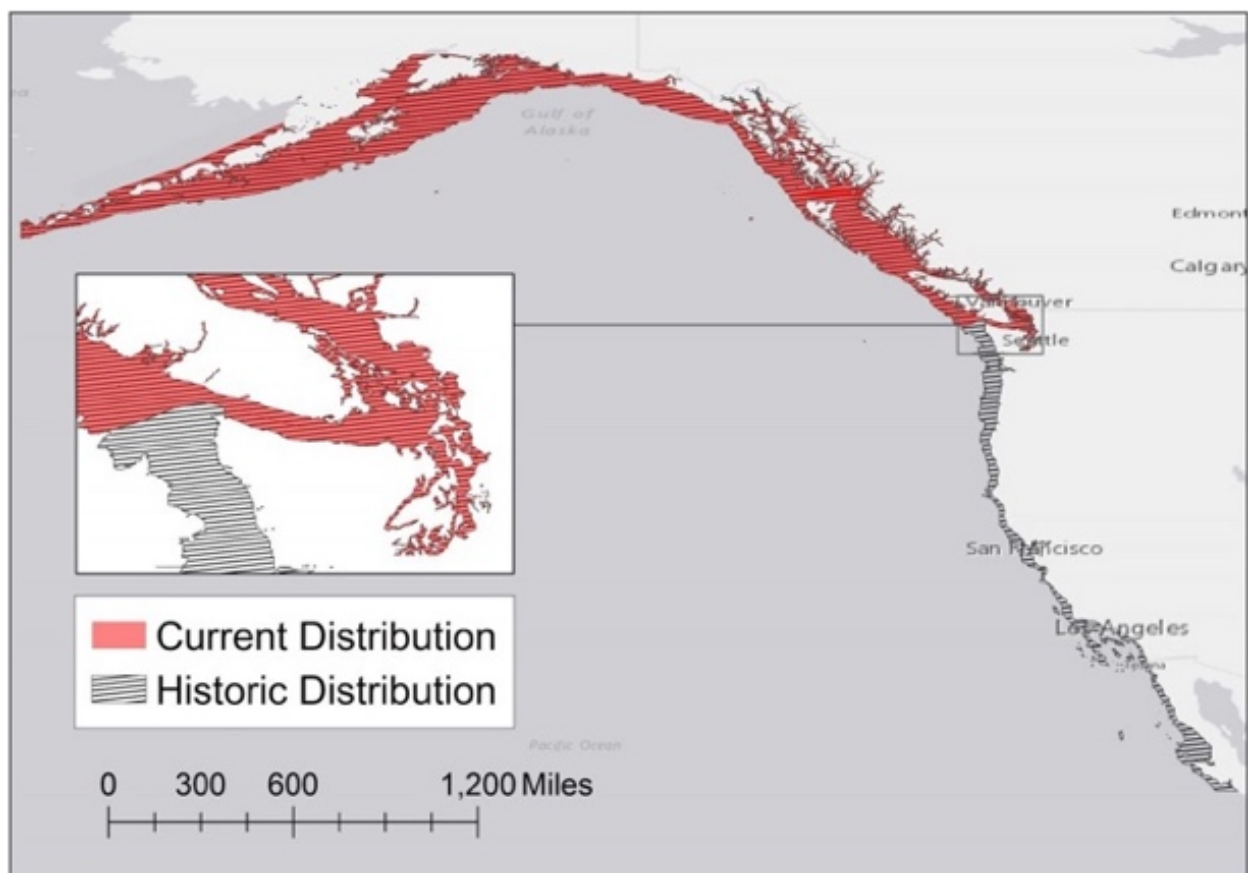 ea
Gulf of
Alaska
Edmont
Calgary
Vancouver
Seattle
San Francisco
Los Angeles
Pacific Ocean
Current Distribution
Historic Distribution
0 300 600 1,200 Miles